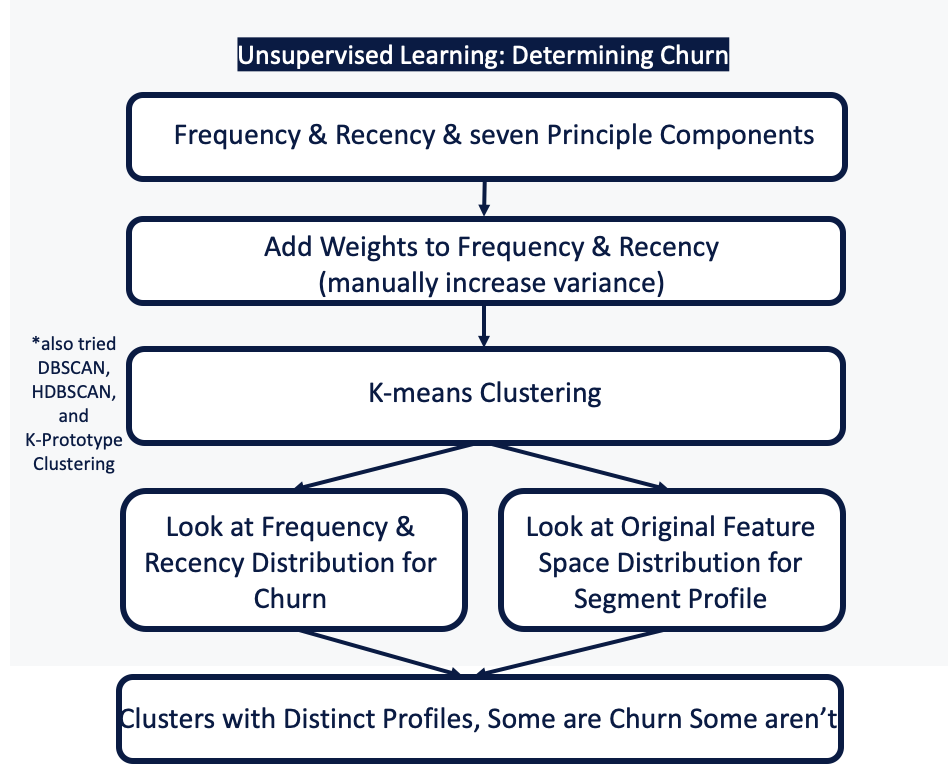 Unsupervised Learning: Determining Churn
Frequency & Recency & seven Principle Components
Add Weights to Frequency & Recency
(manually increase variance)
*also tried
DBSCAN,
HDBSCAN,
and
K-Prototype
Clustering
K-means Clustering
Look at Frequency &
Recency Distribution for
Churn
Look at Original Feature
Space Distribution for
Segment Profile
Clusters with Distinct Profiles, Some are Churn Some aren’t